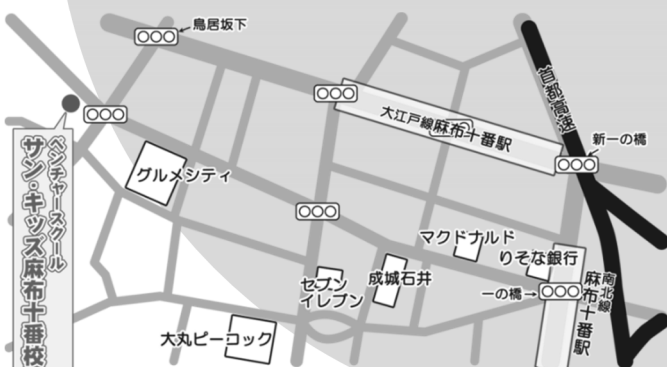 鳥居坂下
首都高速
大江戸線麻布十番駅
新一の橋
ベンチャースクール
サン・キッズ麻布十番校
グルメシティ
マクドナルド
りそな銀行
セブン
イレブン
成城石井
一の橋→
南北線
麻布十番駅
大丸ピーコック